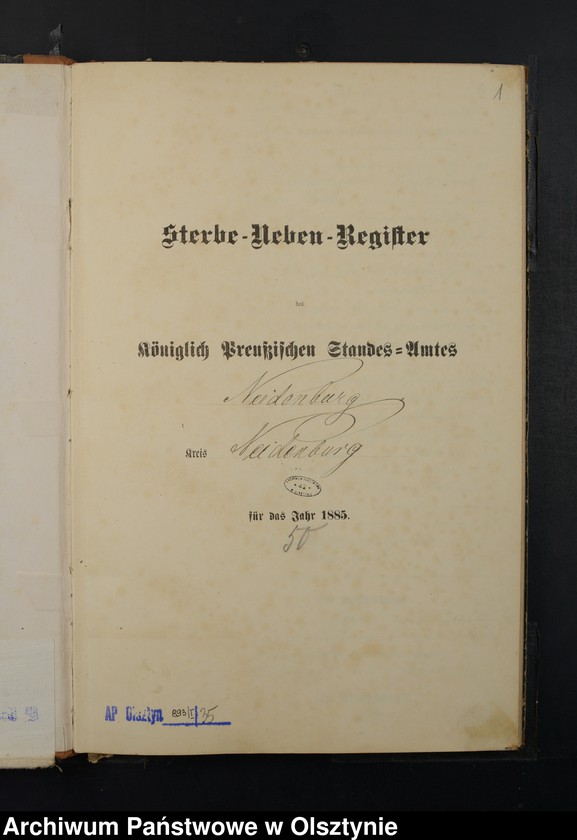 1
Sterbe-Neben-Register
des
Königlich Preußischen Standes=Amtes
Neidenburg
Kreis Neidenburg
für das Jahr 1885.
50
AP Olsztyn 893/I/35
Archiwum Państwowe w Olsztynie